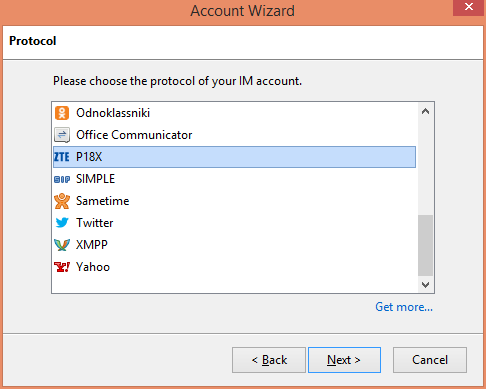 Account Wizard
Protocol
Please choose the protocol of your IM account.
Odnoklassniki
Office Communicator
ZTE P18X
SIP SIMPLE
Sametime
Twitter
XMPP
Y! Yahoo
Get more...
< Back Next > Cancel